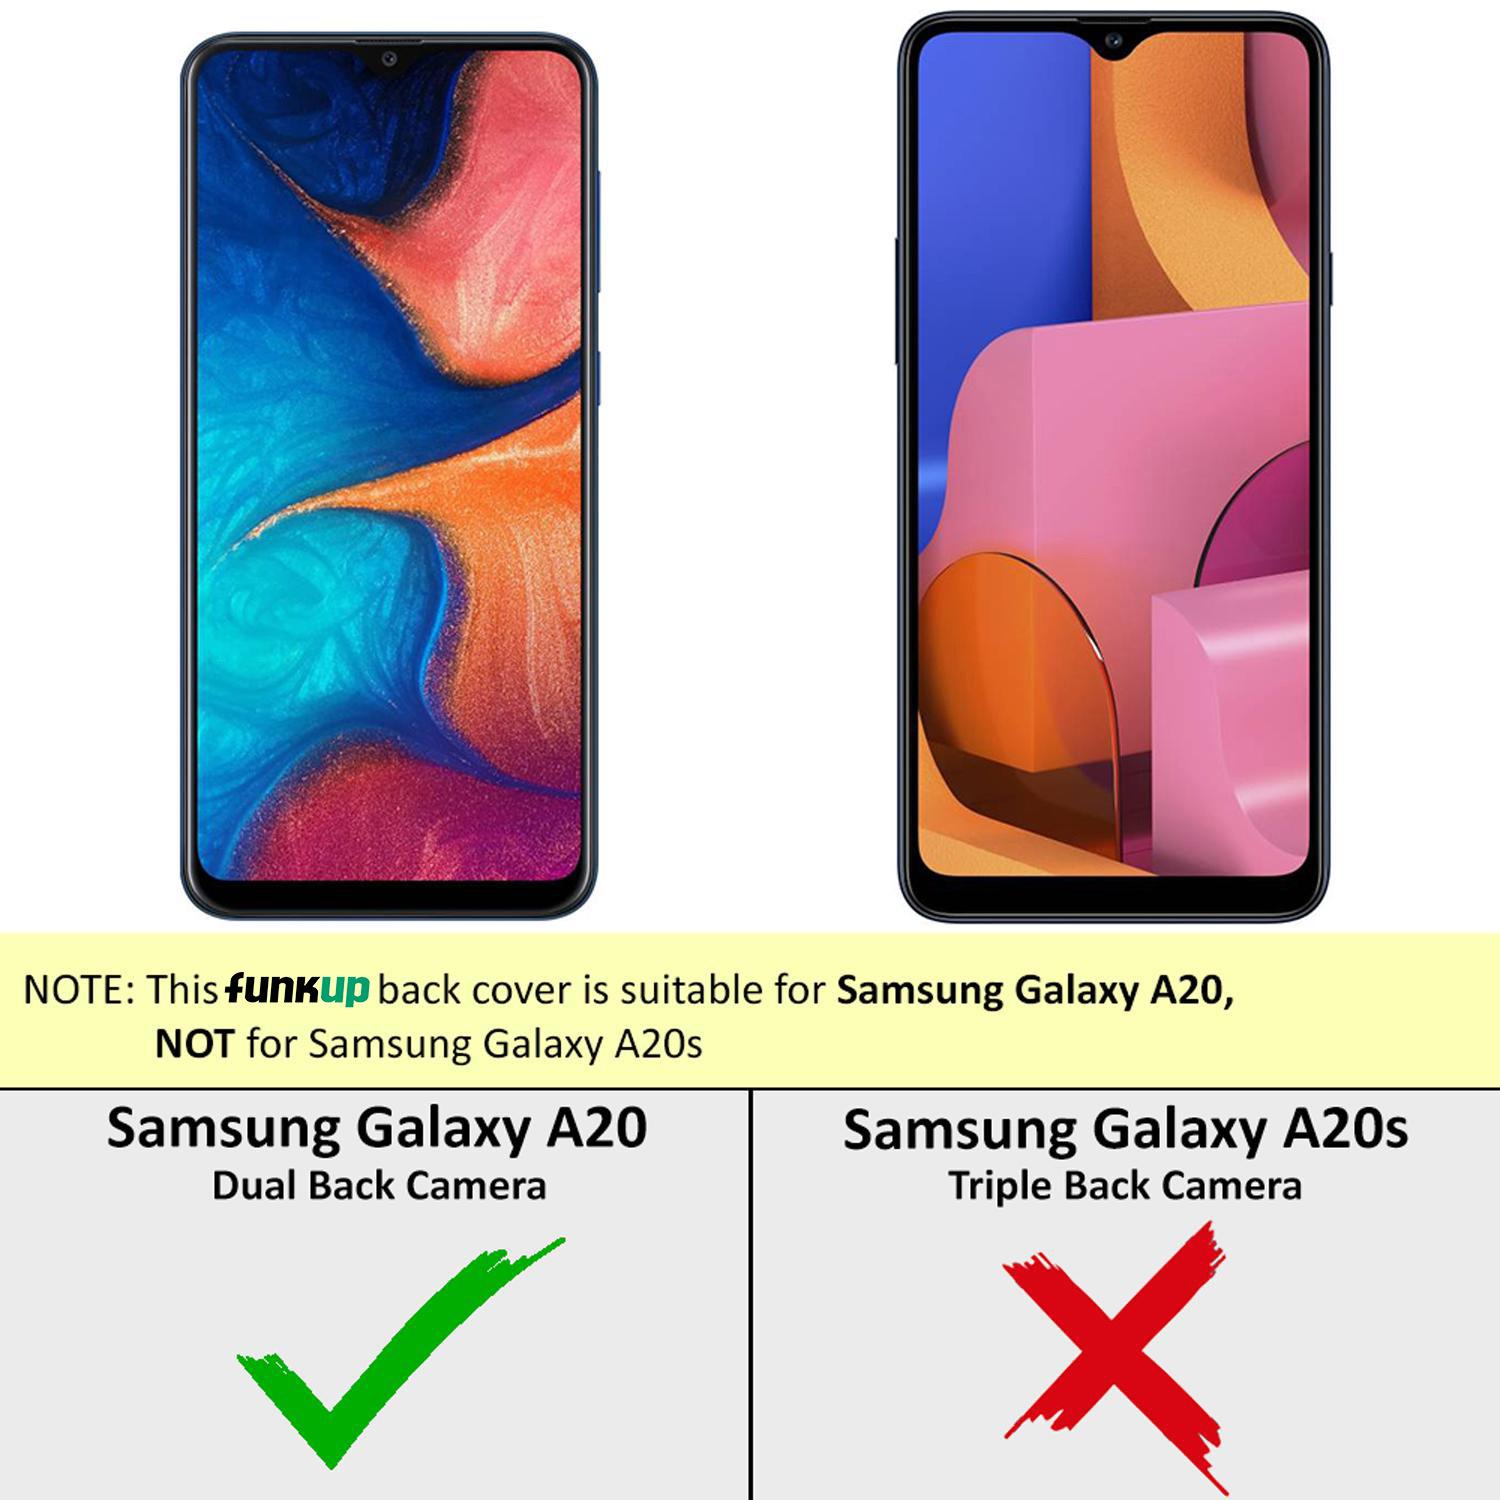 NOTE: This funkup back cover is suitable for Samsung Galaxy A20,
NOT for Samsung Galaxy A20s
Samsung Galaxy A20
Dual Back Camera
Samsung Galaxy A20s
Triple Back Camera